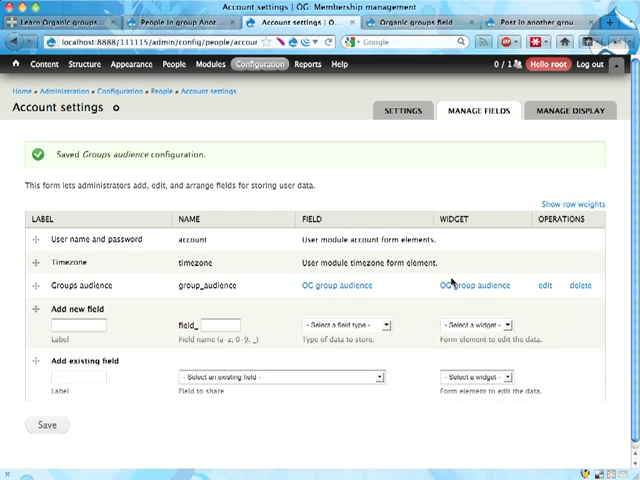 Account settings | OG: Membership management
Learn Organic groups...
People in group Anot...
Account settings | O...
Organic groups field
Post in another grou...
localhost:8888/111115/admin/config/people/accour
Google
Content Structure Appearance People Modules Configuration Reports Help 0 / 1 Hello root Log out
Home » Administration » Configuration » People » Account settings
Account settings
SETTINGS MANAGE FIELDS MANAGE DISPLAY
Saved Groups audience configuration.
This form lets administrators add, edit, and arrange fields for storing user data.
Show row weights
LABEL NAME FIELD WIDGET OPERATIONS
User name and password account User module account form elements.
Timezone timezone User module timezone form element.
Groups audience group_audience OG group audience OG group audience edit delete
Add new field
field_ - Select a field type - - Select a widget -
Label Field name (a-z, 0-9, _) Type of data to store. Form element to edit the data.
Add existing field
- Select an existing field - - Select a widget -
Label Field to share Form element to edit the data.
Save